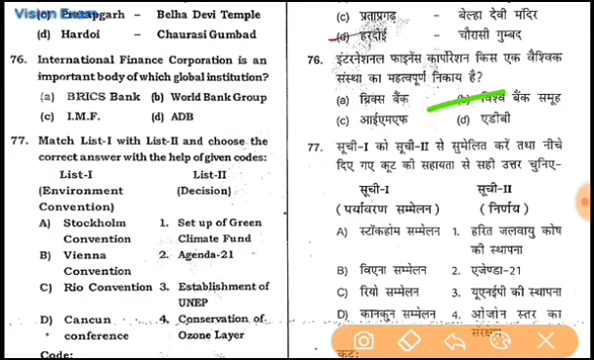 Vision Exam
(c) Pratapgarh - Belha Devi Temple
(d) Hardoi - Chaurasi Gumbad
76. International Finance Corporation is an
important body of which global institution?
(a) BRICS Bank (b) World Bank Group
(c) I.M.F. (d) ADB
77. Match List-I with List-II and choose the
correct answer with the help of given codes:
List-I List-II
(Environment (Decision)
Convention)
A) Stockholm 1. Set up of Green
Convention Climate Fund
B) Vienna 2. Agenda-21
Convention
C) Rio Convention 3. Establishment of
UNEP
D) Cancun 4. Conservation of
conference Ozone Layer
Code:
(c) प्रतापगढ़ - बेल्हा देवी मंदिर
(d) हरदोई - चौरासी गुम्बद
76. इंटरनेशनल फाइनेंस कार्पोरेशन किस एक वैश्विक
संस्था का महत्वपूर्ण निकाय है?
(a) ब्रिक्स बैंक (b) विश्व बैंक समूह
(c) आईएमएफ (d) एडीबी
77. सूची-I को सूची-II से सुमेलित करें तथा नीचे
दिए गए कूट की सहायता से सही उत्तर चुनिए-
सूची-I सूची-II
(पर्यावरण सम्मेलन) (निर्णय)
A) स्टॉकहोम सम्मेलन 1. हरित जलवायु कोष
की स्थापना
B) विएना सम्मेलन 2. एजेण्डा-21
C) रियो सम्मेलन 3. यूएनईपी की स्थापना
D) कानकुन सम्मेलन 4. ओजोन स्तर का
संरक्षण
कूट: